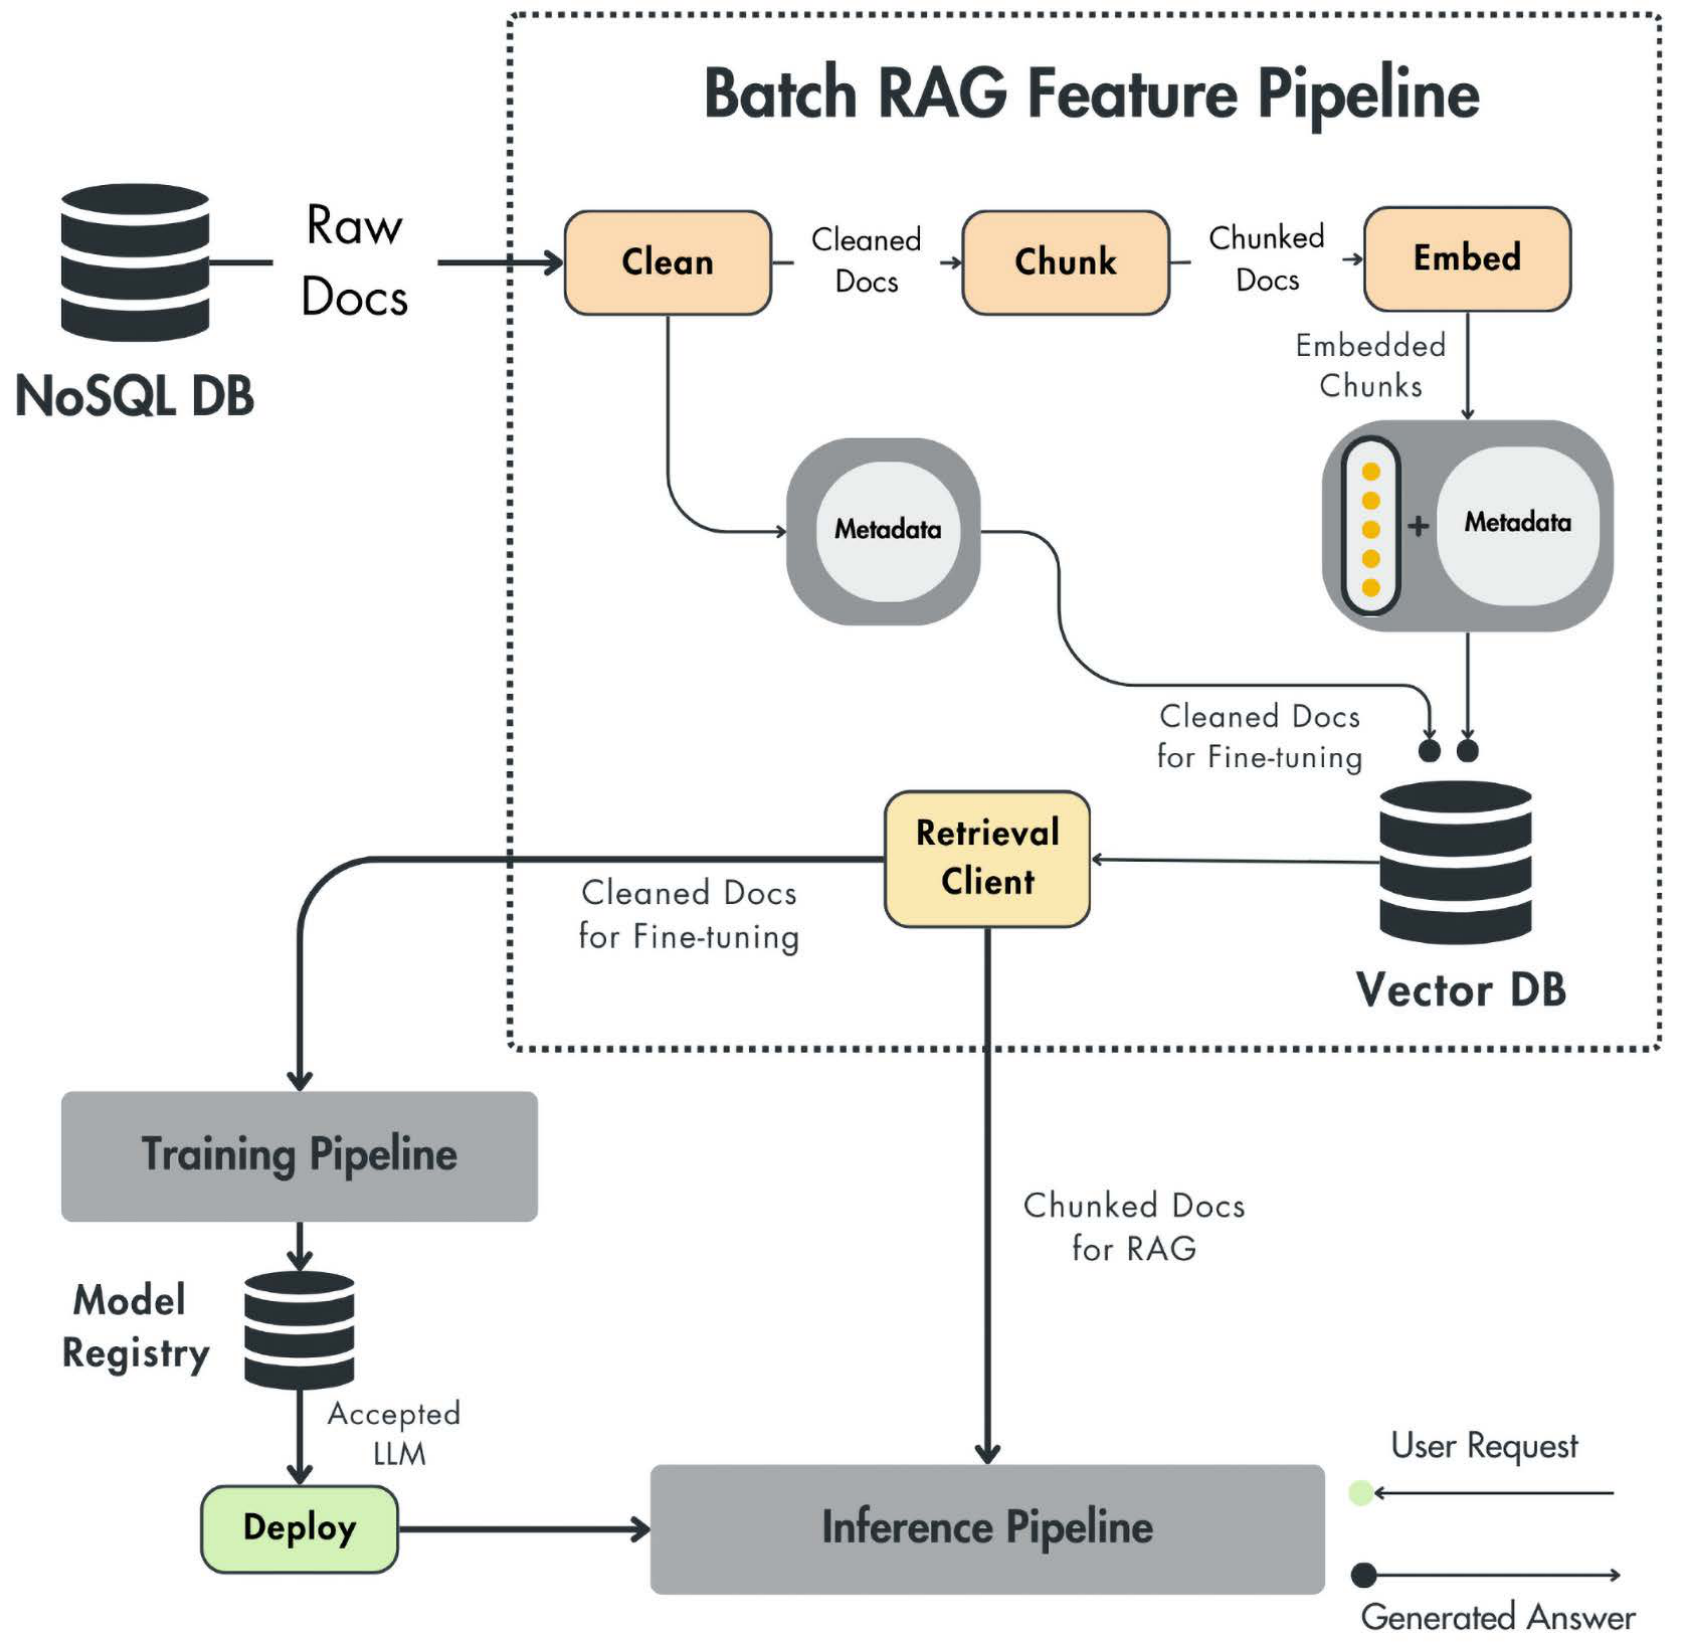 Batch RAG Feature Pipeline
Raw
Docs
NoSQL DB
Clean
Cleaned
Docs
Chunk
Chunked
Docs
Embed
Embedded
Chunks
Metadata
+
Metadata
Cleaned Docs
for Fine-tuning
Retrieval
Client
Vector DB
Cleaned Docs
for Fine-tuning
Training Pipeline
Chunked Docs
for RAG
Model
Registry
Accepted
LLM
Deploy
Inference Pipeline
User Request
Generated Answer